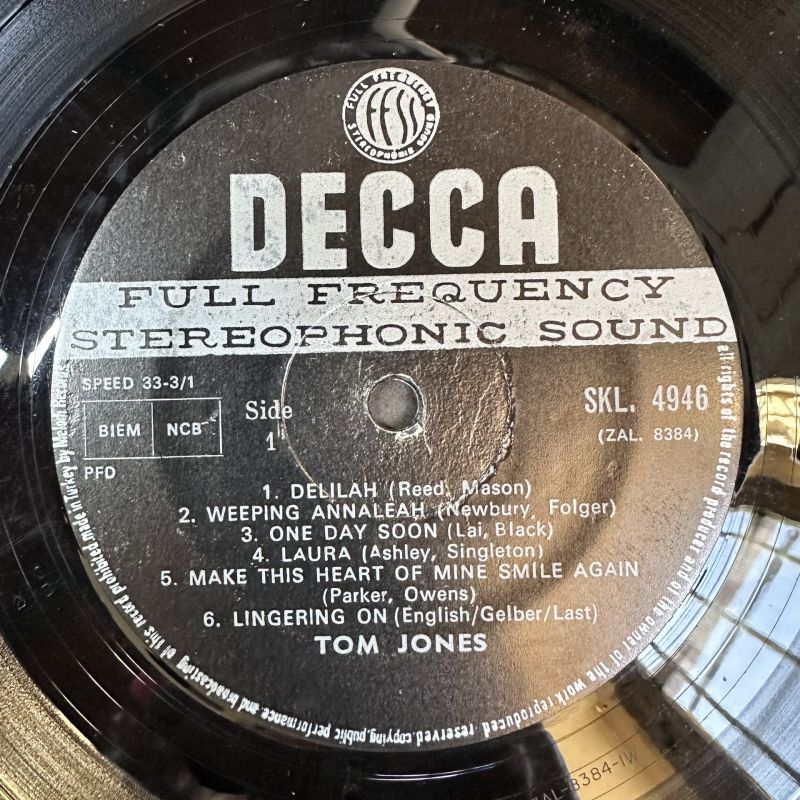 FULL FREQUENCY
FFSS
STEREOPHONIC SOUND
DECCA
FULL FREQUENCY
STEREOPHONIC SOUND
SPEED 33-3/1
BIEM NCB
PFD
Side
1
SKL. 4946
(ZAL. 8384)
1. DELILAH (Reed, Mason)
2. WEEPING ANNALEAH (Newbury, Folger)
3. ONE DAY SOON (Lai, Black)
4. LAURA (Ashley, Singleton)
5. MAKE THIS HEART OF MINE SMILE AGAIN
(Parker, Owens)
6. LINGERING ON (English/Gelber/Last)
TOM JONES
all rights of the record producer and of the owner of the work reproduced reserved. copying, public performance and broadcasting of this record prohibited. made in Turkey by
ZAL-8384-1W